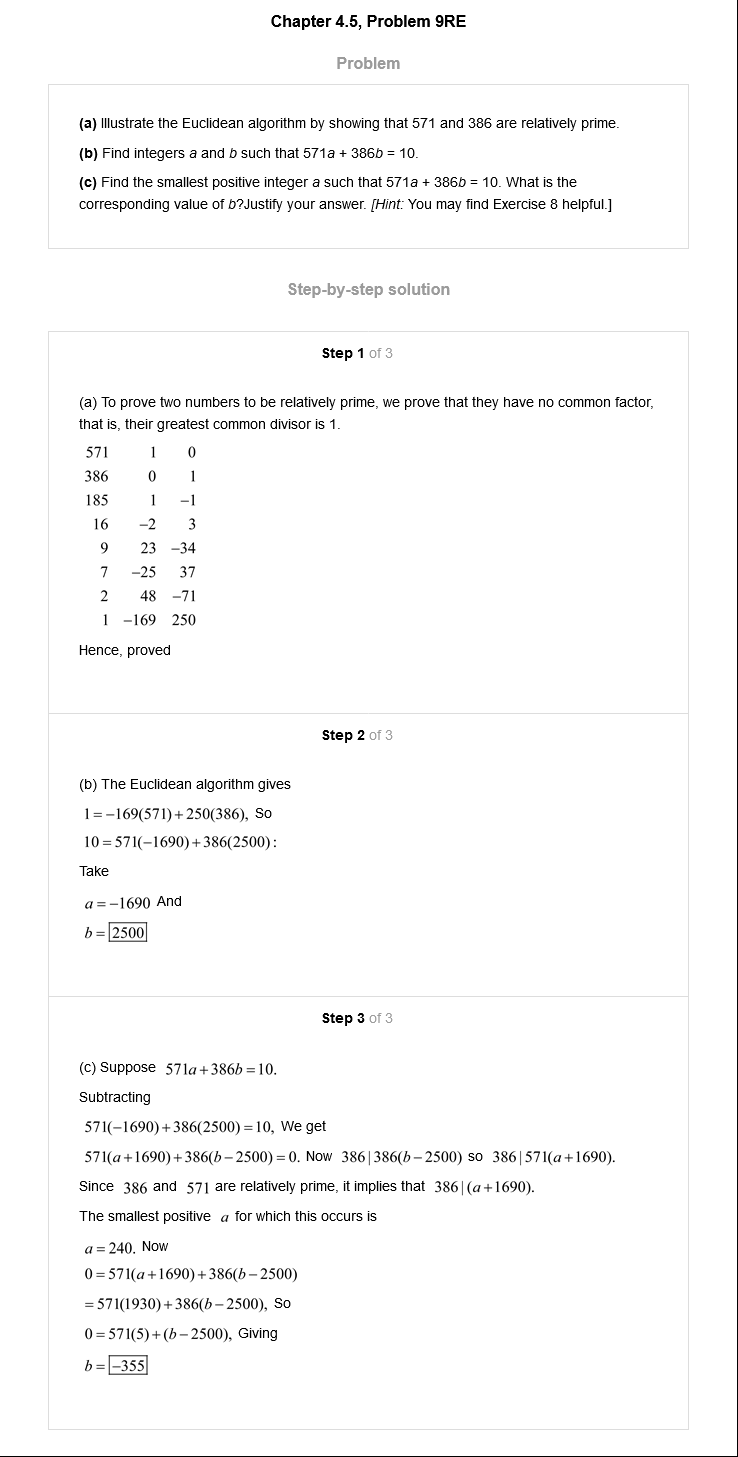 Chapter 4.5, Problem 9RE
Problem
(a) Illustrate the Euclidean algorithm by showing that 571 and 386 are relatively prime.
(b) Find integers a and b such that 571a + 386b = 10.
(c) Find the smallest positive integer a such that 571a + 386b = 10. What is the
corresponding value of b?Justify your answer. [Hint: You may find Exercise 8 helpful.]
Step-by-step solution
Step 1 of 3
(a) To prove two numbers to be relatively prime, we prove that they have no common factor,
that is, their greatest common divisor is 1.
571 1 0
386 0 1
185 1 −1
16 −2 3
9 23 −34
7 −25 37
2 48 −71
1 −169 250
Hence, proved
Step 2 of 3
(b) The Euclidean algorithm gives
1 = −169(571) + 250(386), So
10 = 571(−1690) + 386(2500) :
Take
a = −1690 And
b = 2500
Step 3 of 3
(c) Suppose 571a + 386b = 10.
Subtracting
571(−1690) + 386(2500) = 10, We get
571(a + 1690) + 386(b − 2500) = 0. Now 386 | 386(b − 2500) so 386 | 571(a + 1690).
Since 386 and 571 are relatively prime, it implies that 386 | (a + 1690).
The smallest positive a for which this occurs is
a = 240. Now
0 = 571(a + 1690) + 386(b − 2500)
= 571(1930) + 386(b − 2500), So
0 = 571(5) + (b − 2500), Giving
b = −355